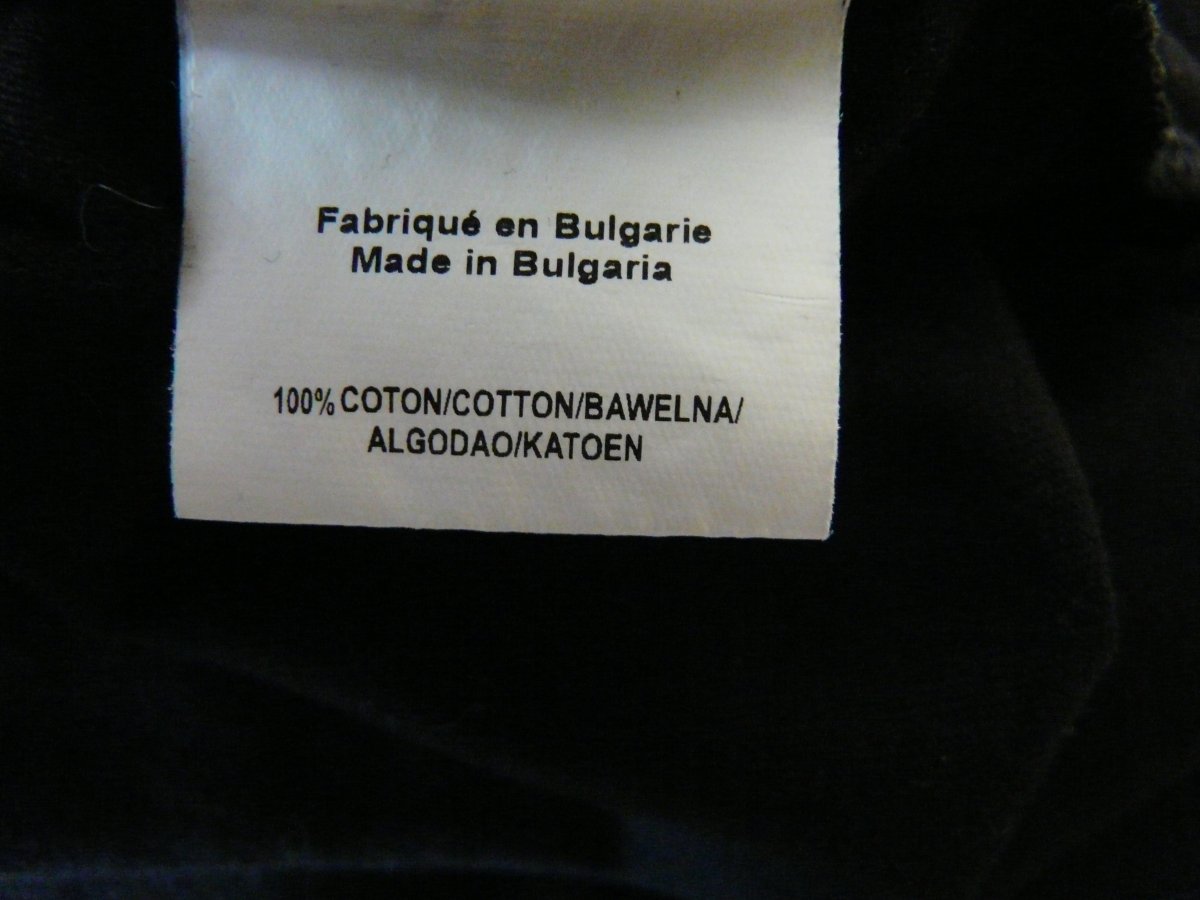 Fabriqué en Bulgarie
Made in Bulgaria
100% COTON/COTTON/BAWELNA/
ALGODAO/KATOEN